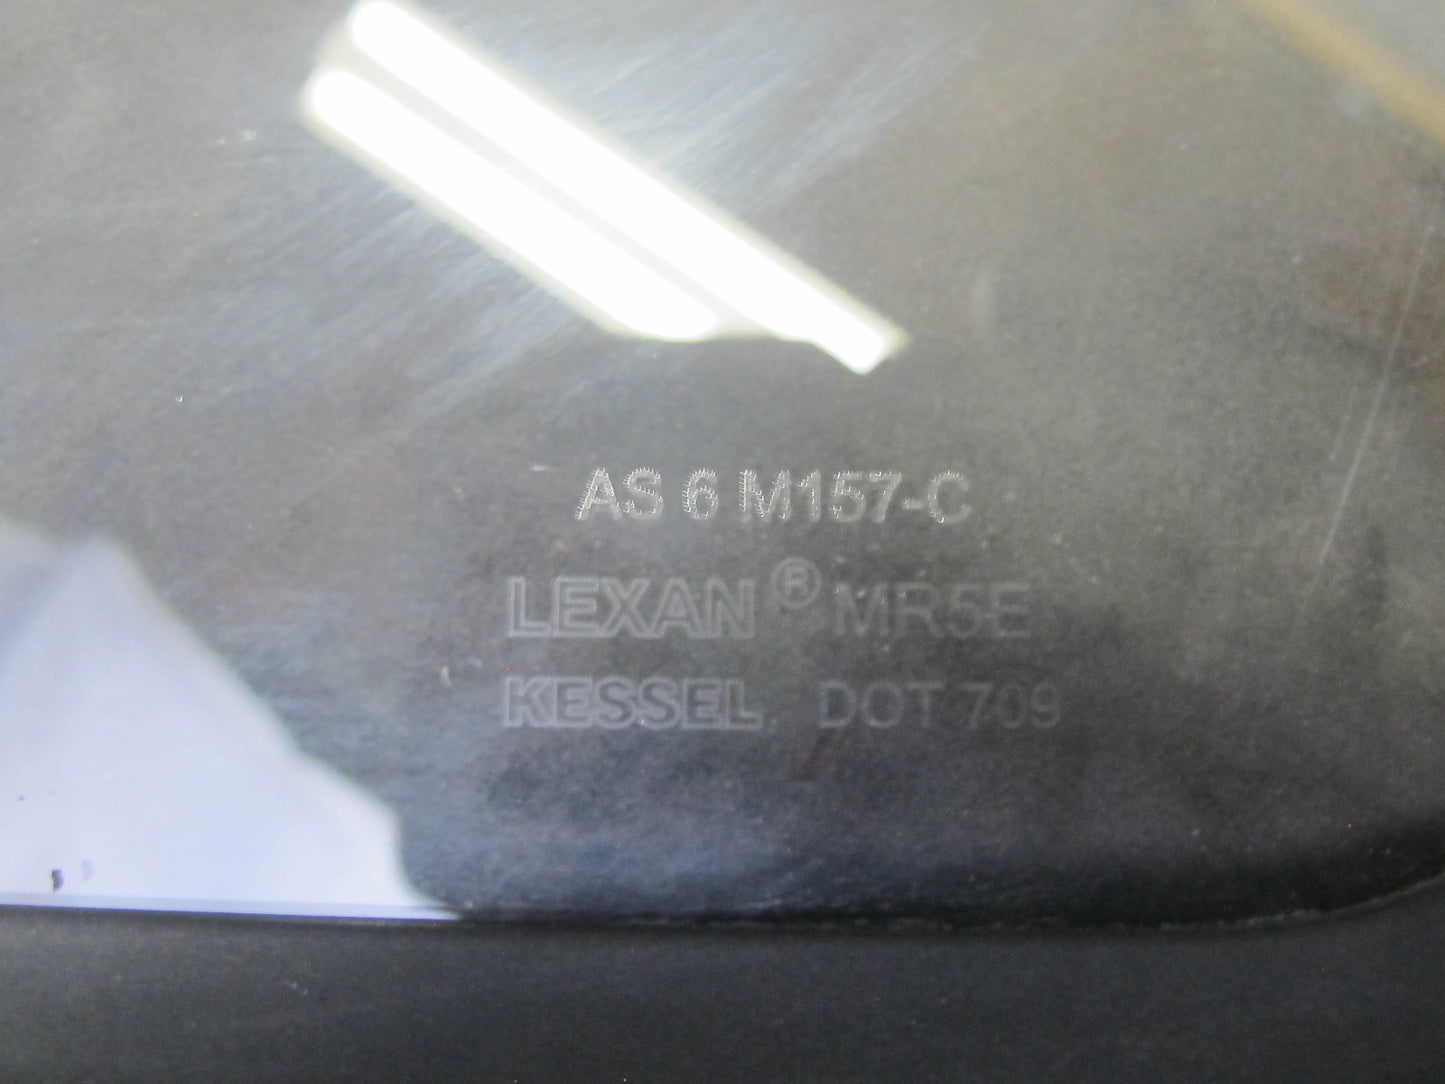 AS 6 M157-C
LEXAN® MR5E
KESSEL DOT 709